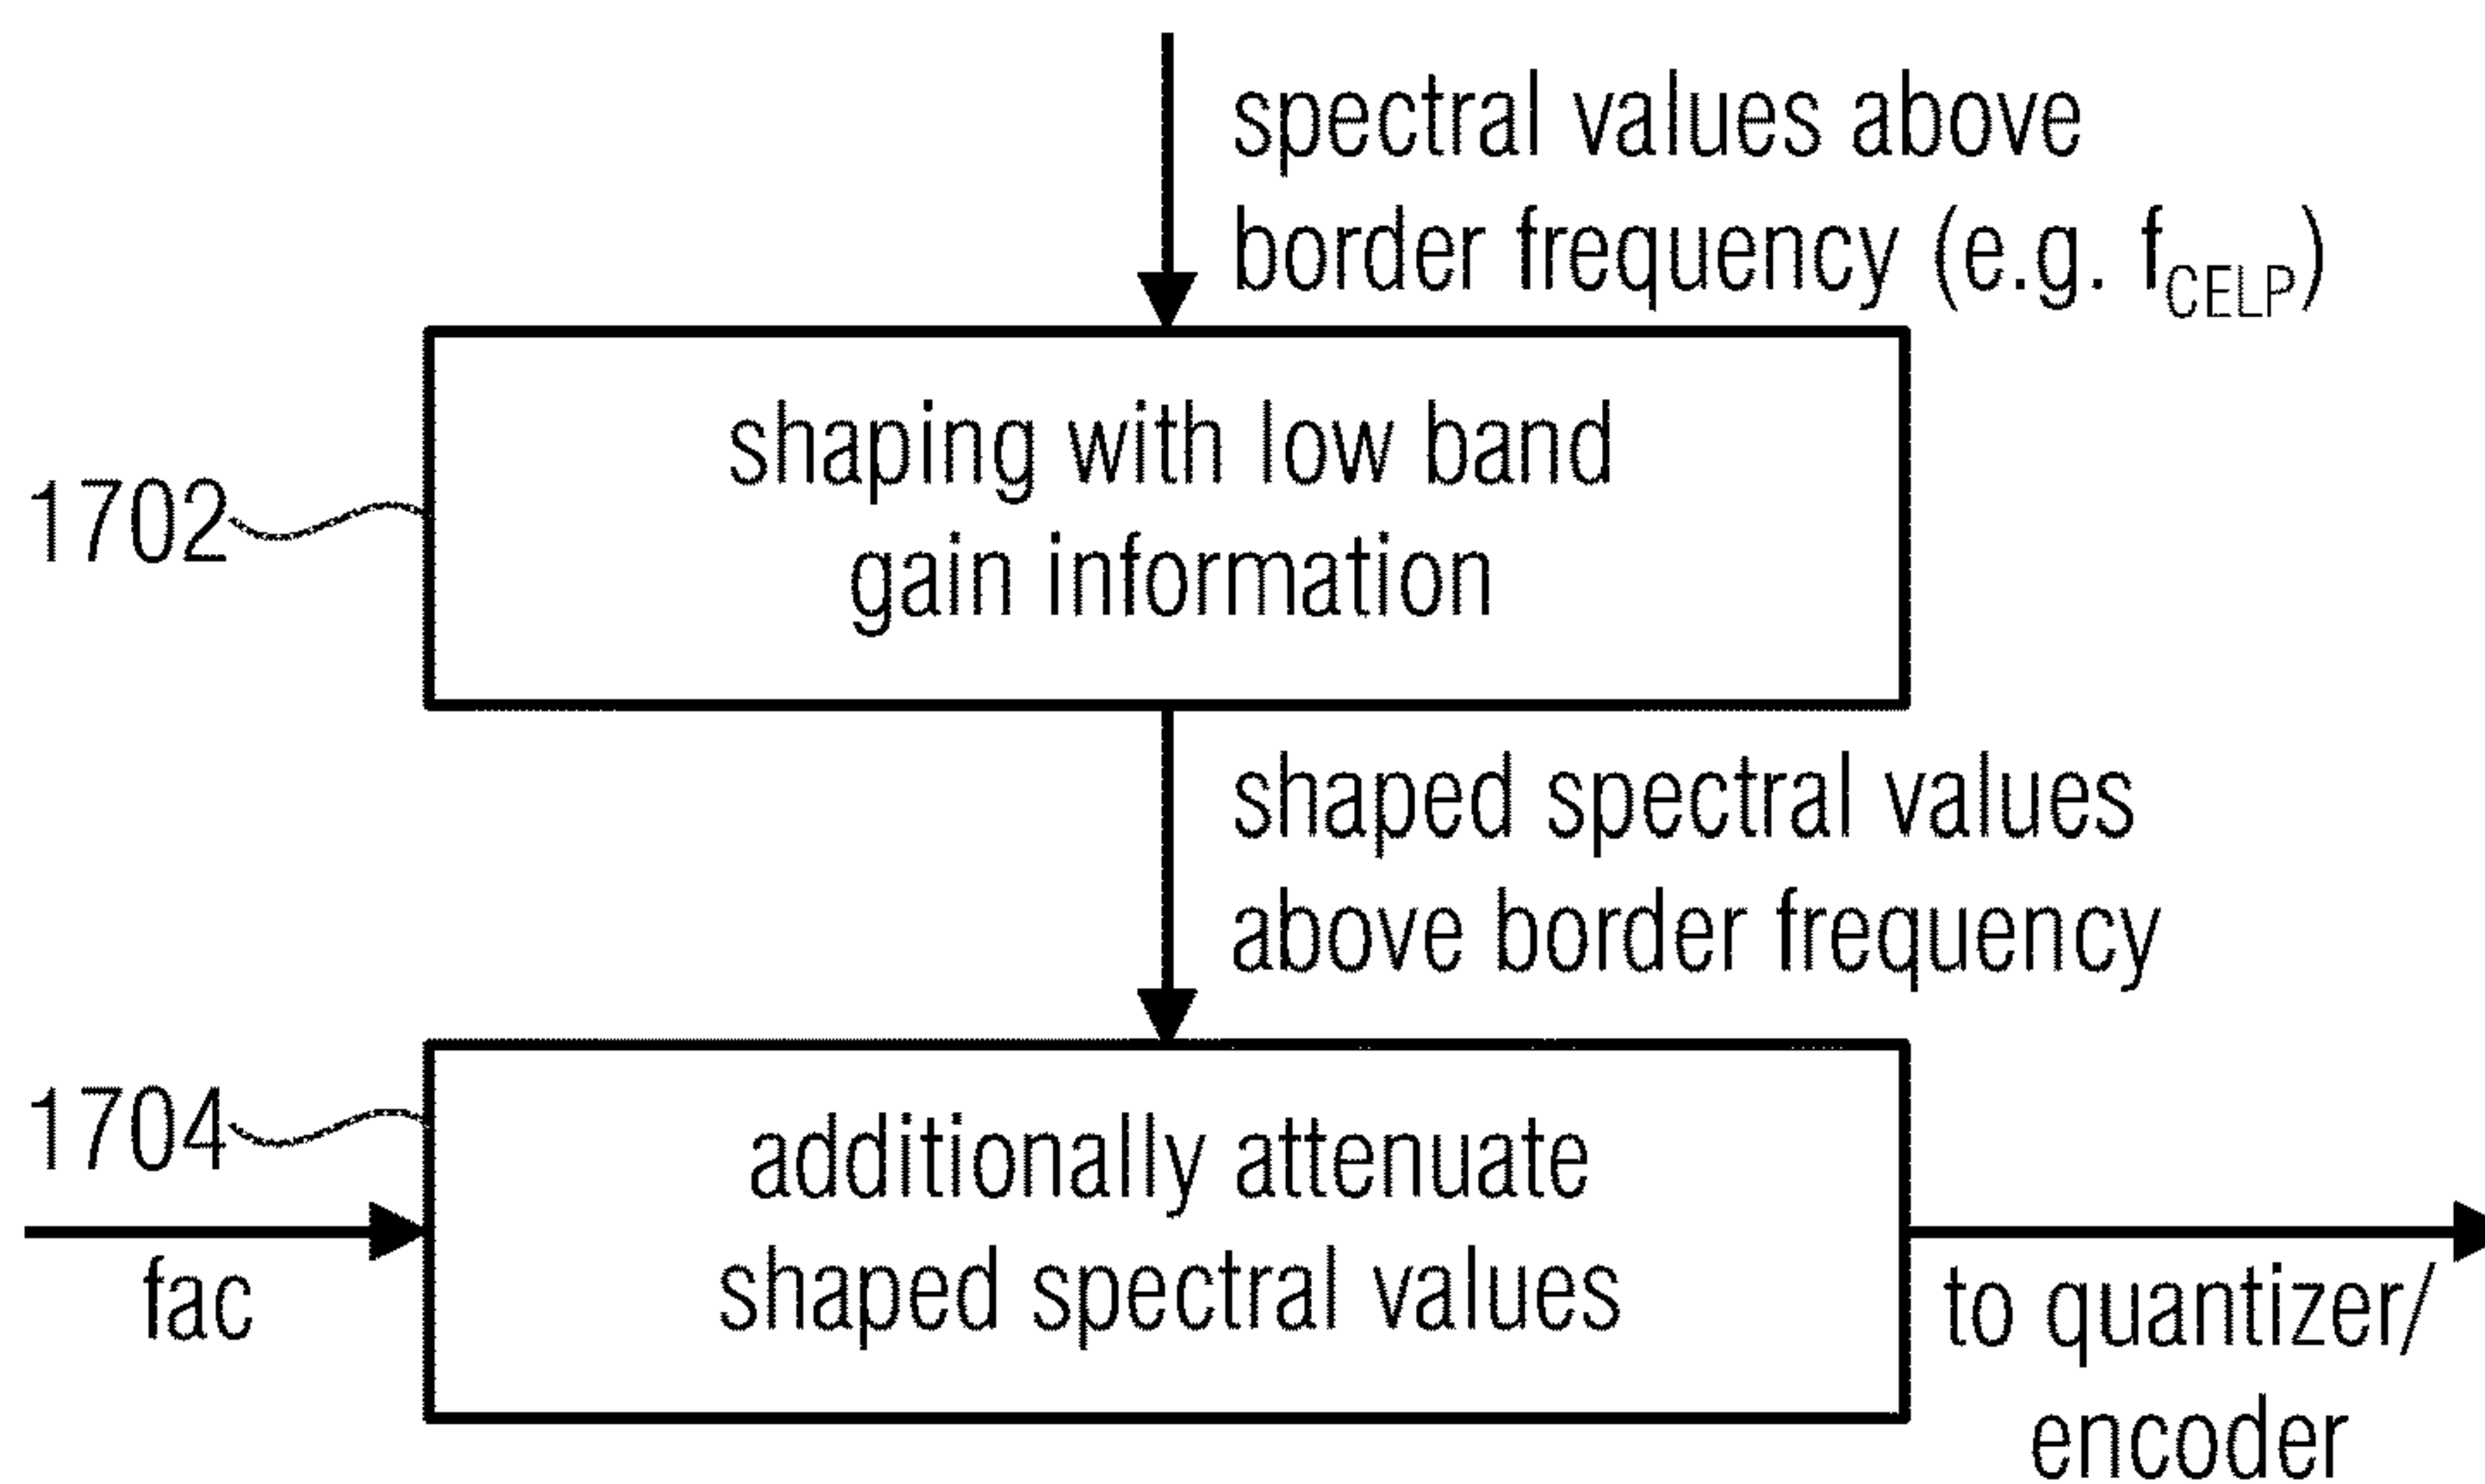 spectral values above
border frequency (e.g. fCELP)
shaping with low band
gain information
1702
shaped spectral values
above border frequency
1704
additionally attenuate
shaped spectral values
fac
to quantizer/
encoder